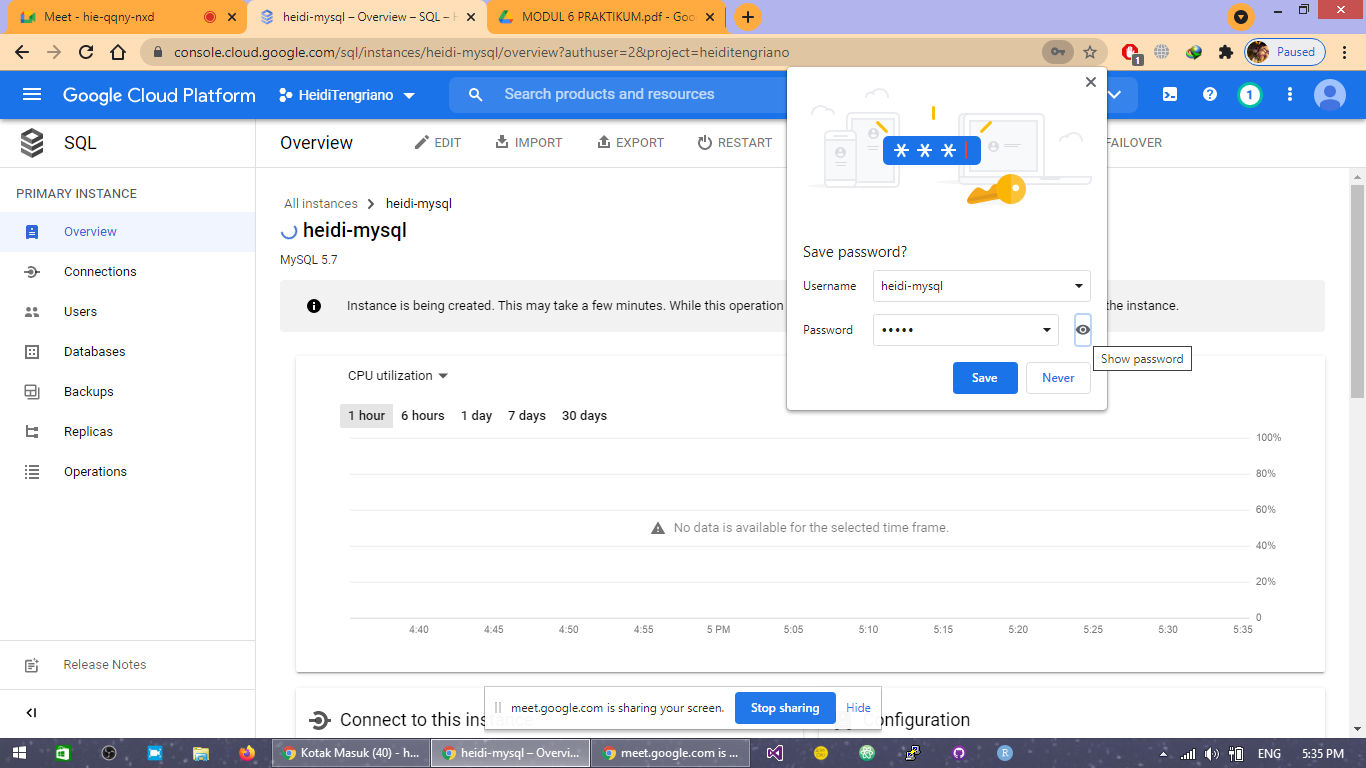 Meet - hie-qqny-nxd
heidi-mysql – Overview – SQL – H
MODUL 6 PRAKTIKUM.pdf - Goo
console.cloud.google.com/sql/instances/heidi-mysql/overview?authuser=2&project=heiditengriano
1
Paused
Google Cloud Platform
HeidiTengriano
Search products and resources
1
SQL
Overview
EDIT
IMPORT
EXPORT
RESTART
FAILOVER
PRIMARY INSTANCE
Overview
Connections
Users
Databases
Backups
Replicas
Operations
Release Notes
All instances
heidi-mysql
heidi-mysql
MySQL 5.7
Instance is being created. This may take a few minutes. While this operation
the instance.
Save password?
Username
heidi-mysql
Password
•••••
Show password
Save
Never
CPU utilization
1 hour
6 hours
1 day
7 days
30 days
100%
80%
60%
40%
20%
0
No data is available for the selected time frame.
4:40
4:45
4:50
4:55
5 PM
5:05
5:10
5:15
5:20
5:25
5:30
5:35
Connect to this instance
Configuration
meet.google.com is sharing your screen.
Stop sharing
Hide
Kotak Masuk (40) - h...
heidi-mysql – Overvi...
meet.google.com is ...
ENG
5:35 PM